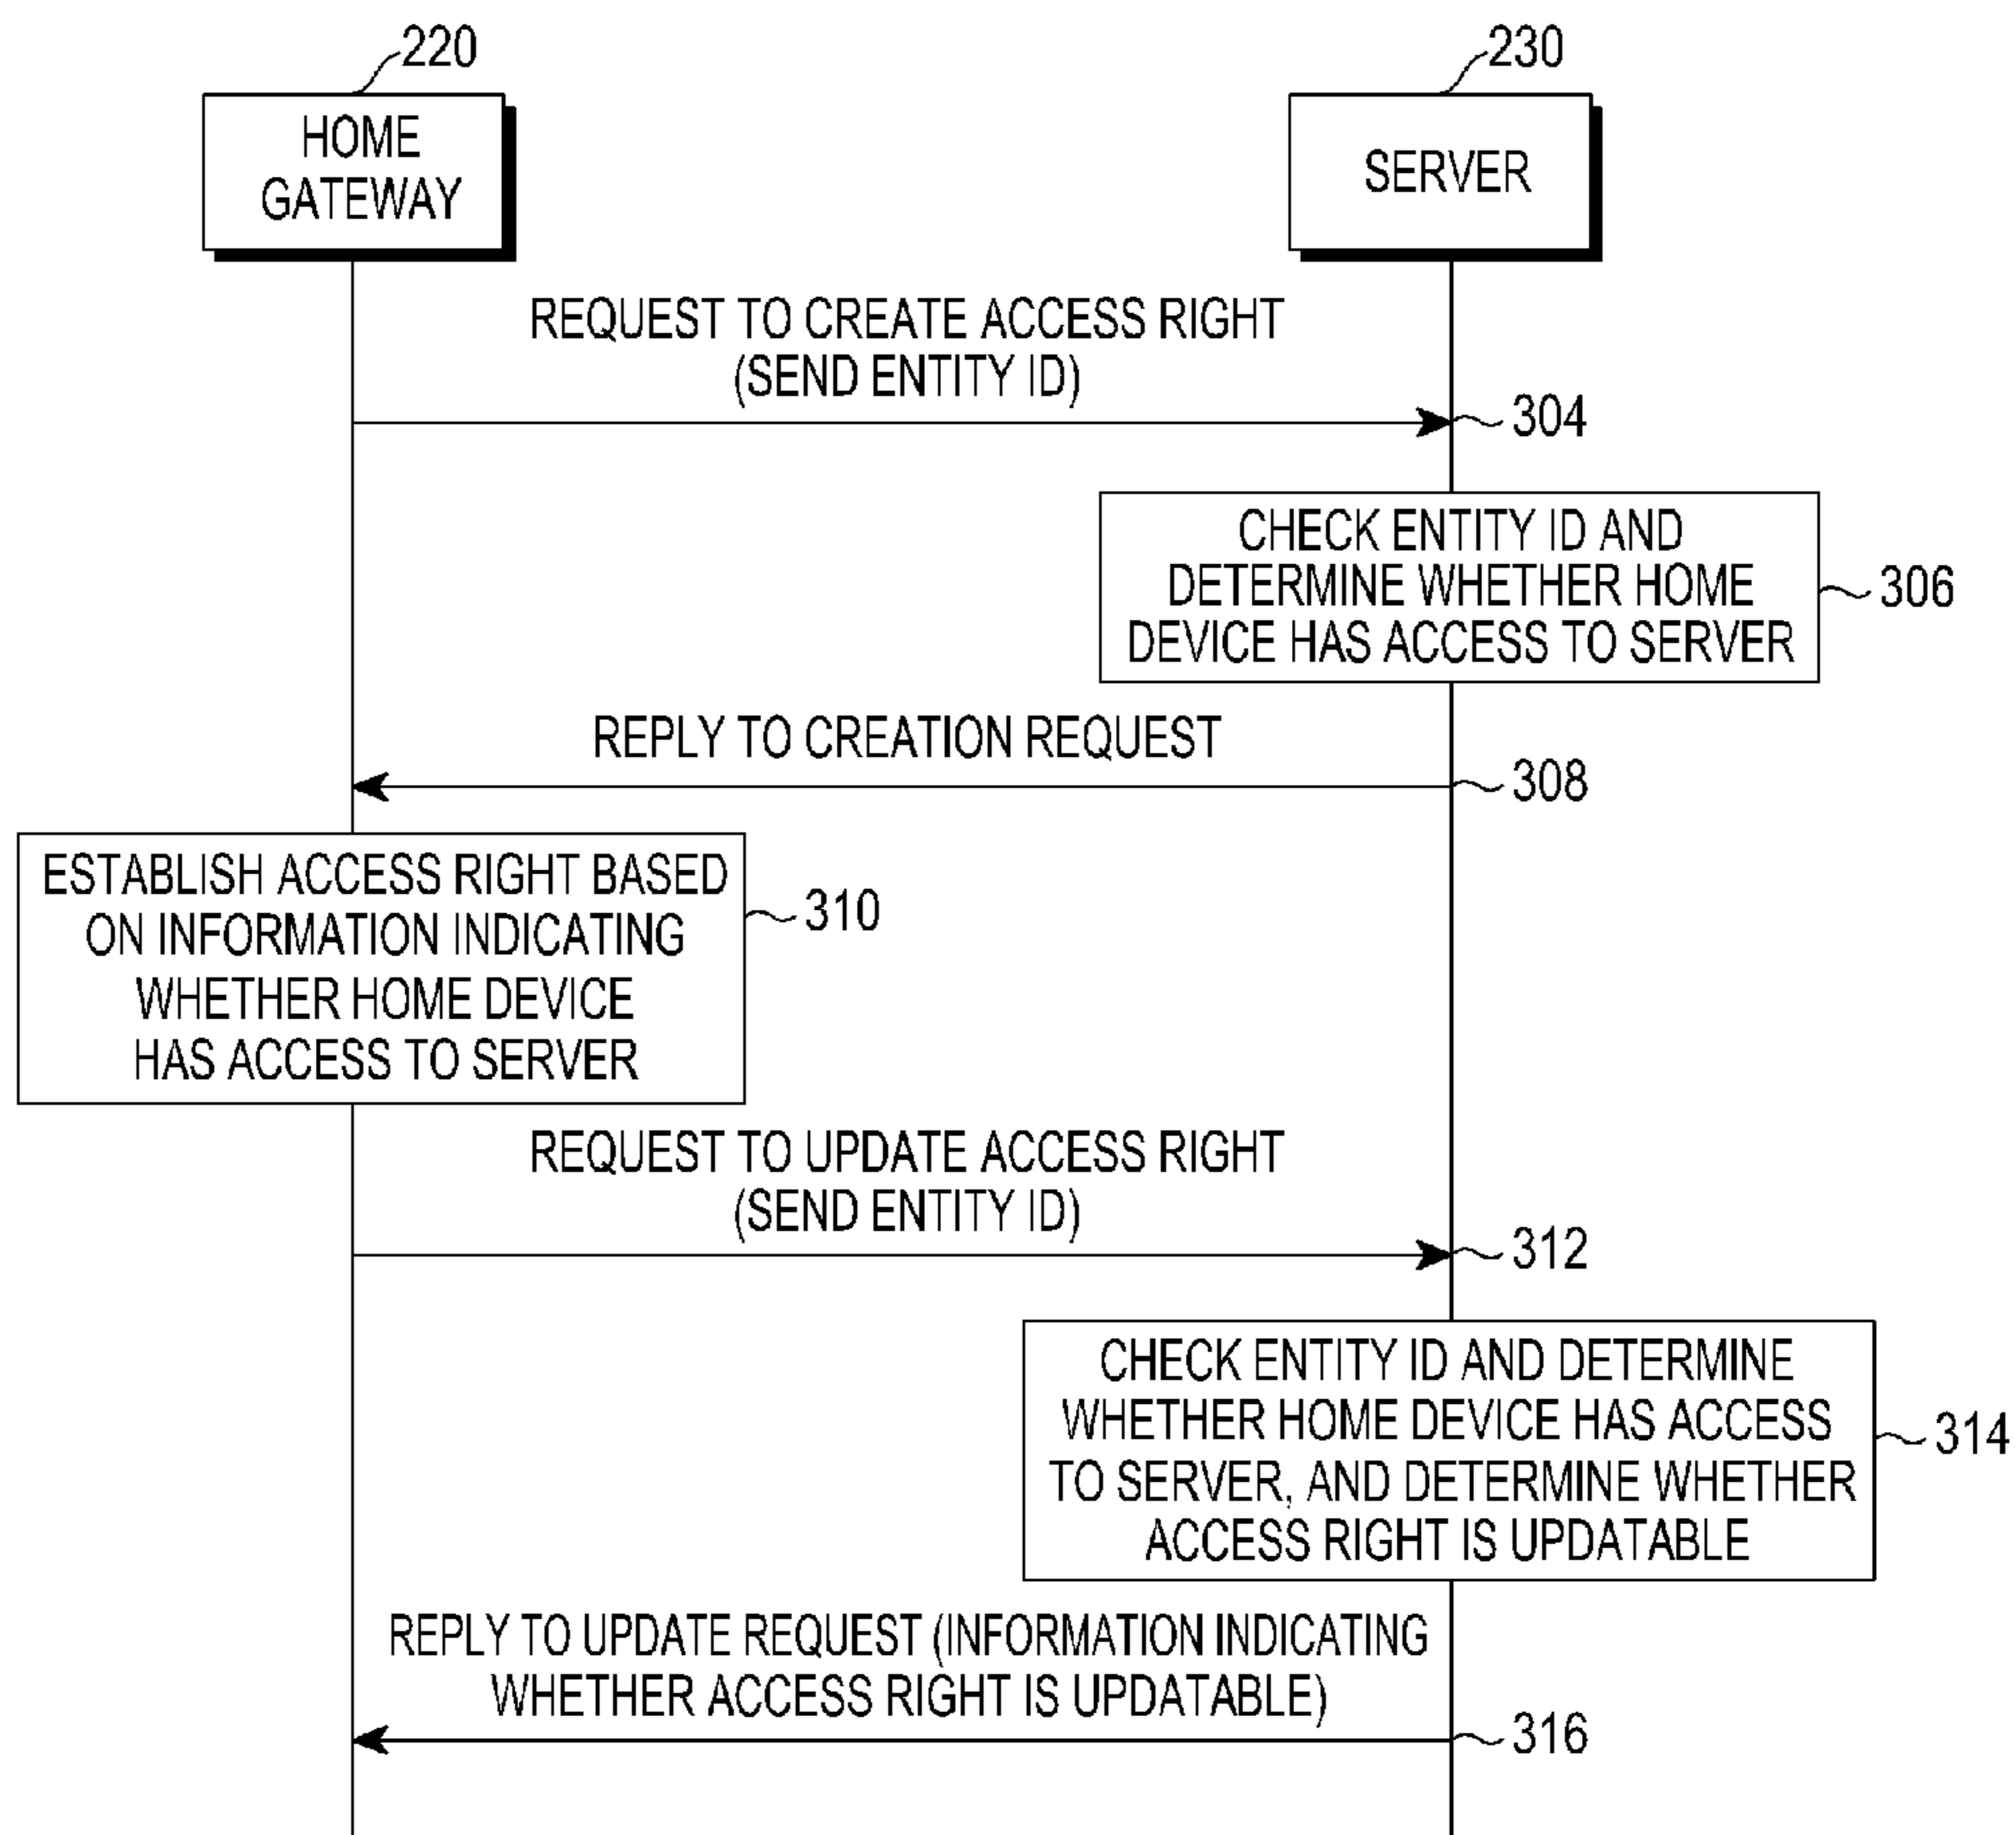 220
230
HOME
GATEWAY
SERVER
REQUEST TO CREATE ACCESS RIGHT
(SEND ENTITY ID)
304
CHECK ENTITY ID AND
DETERMINE WHETHER HOME
DEVICE HAS ACCESS TO SERVER
306
REPLY TO CREATION REQUEST
308
ESTABLISH ACCESS RIGHT BASED
ON INFORMATION INDICATING
WHETHER HOME DEVICE
HAS ACCESS TO SERVER
310
REQUEST TO UPDATE ACCESS RIGHT
(SEND ENTITY ID)
312
CHECK ENTITY ID AND DETERMINE
WHETHER HOME DEVICE HAS ACCESS
TO SERVER, AND DETERMINE WHETHER
ACCESS RIGHT IS UPDATABLE
314
REPLY TO UPDATE REQUEST (INFORMATION INDICATING
WHETHER ACCESS RIGHT IS UPDATABLE)
316